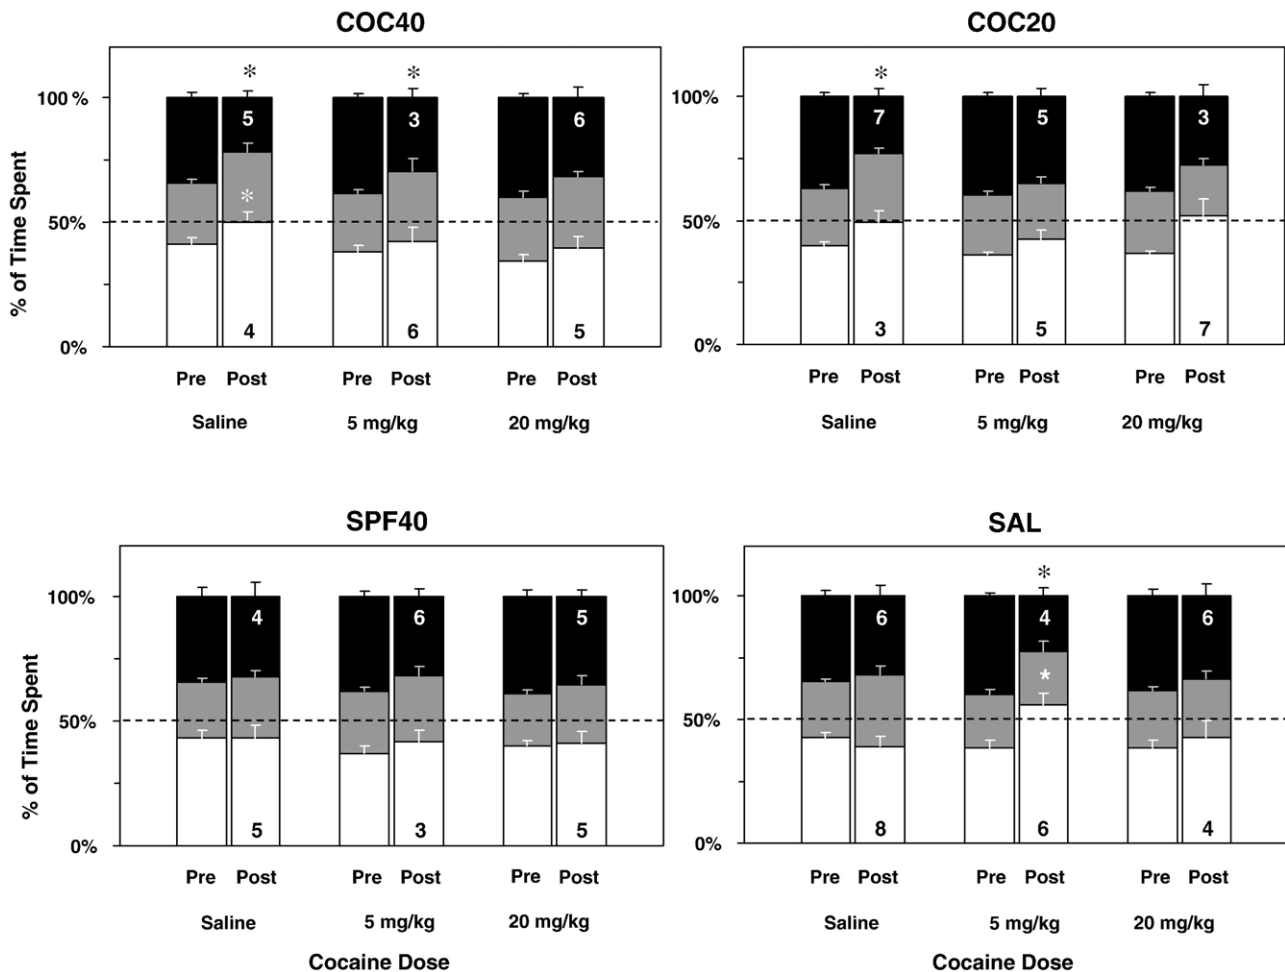 COC40
COC20
% of Time Spent
100 %
50%
0%
* * *
5 3 6 7 5 3
*
4 6 5 3 5 7
Pre Post Pre Post Pre Post
Saline 5 mg/kg 20 mg/kg
100%
50%
0%
Pre Post Pre Post Pre Post
Saline 5 mg/kg 20 mg/kg
SPF40
SAL
% of Time Spent
100%
50%
0%
4 6 5
5 3 5
Pre Post Pre Post Pre Post
Saline 5 mg/kg 20 mg/kg
Cocaine Dose
100%
50%
0%
*
6 4 6
*
8 6 4
Pre Post Pre Post Pre Post
Saline 5 mg/kg 20 mg/kg
Cocaine Dose